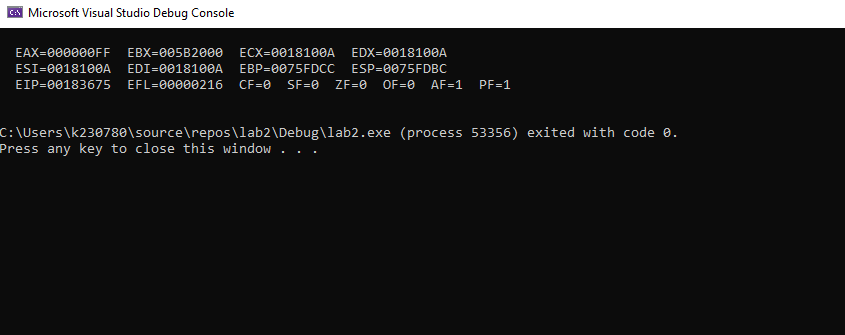 Microsoft Visual Studio Debug Console
EAX=000000FF EBX=005B2000 ECX=0018100A EDX=0018100A
ESI=0018100A EDI=0018100A EBP=0075FDCC ESP=0075FDBC
EIP=00183675 EFL=00000216 CF=0 SF=0 ZF=0 OF=0 AF=1 PF=1
C:\Users\k230780\source\repos\lab2\Debug\lab2.exe (process 53356) exited with code 0.
Press any key to close this window . . .